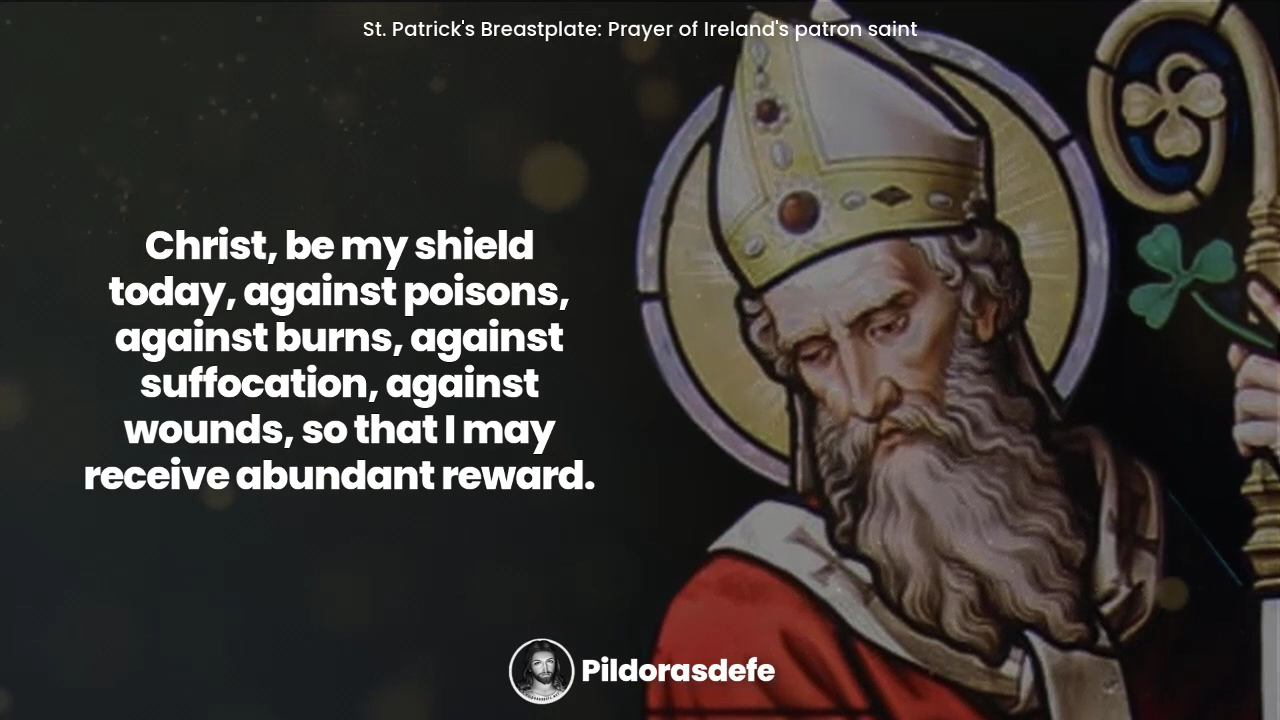 St. Patrick's Breastplate: Prayer of Ireland's patron saint
Christ, be my shield
today, against poisons,
against burns, against
suffocation, against
wounds, so that I may
receive abundant reward.
Pildorasdefe